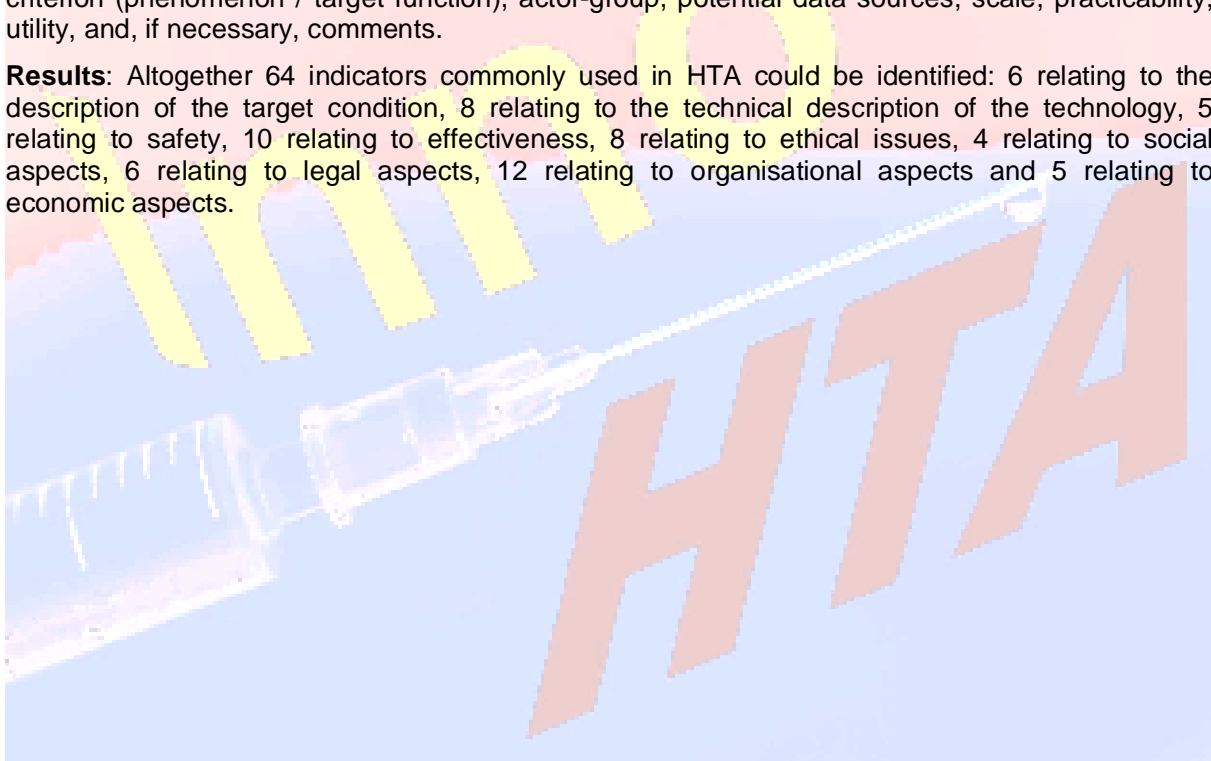 criterion (phenomenon / target function), actor-group, potential data sources, scale, practicability,
utility, and, if necessary, comments.
Results: Altogether 64 indicators commonly used in HTA could be identified: 6 relating to the
description of the target condition, 8 relating to the technical description of the technology, 5
relating to safety, 10 relating to effectiveness, 8 relating to ethical issues, 4 relating to social
aspects, 6 relating to legal aspects, 12 relating to organisational aspects and 5 relating to
economic aspects.
Inno
HTA